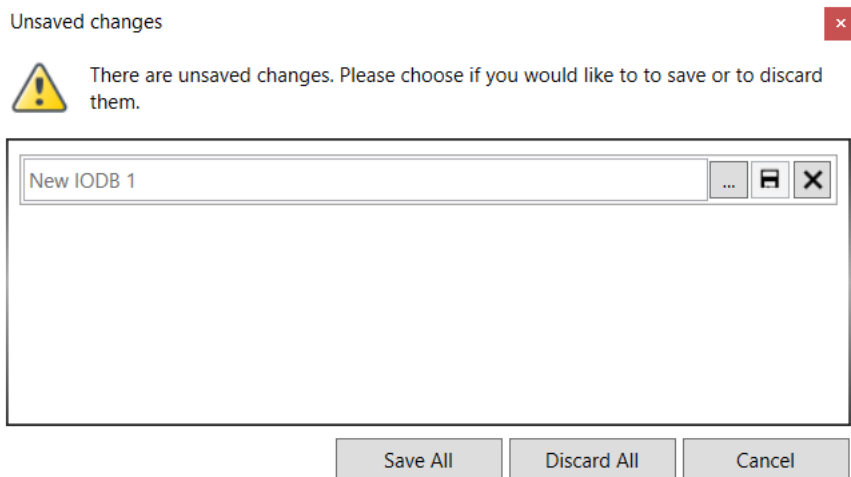 Unsaved changes
There are unsaved changes. Please choose if you would like to to save or to discard
them.
New IODB 1
...
Save All
Discard All
Cancel